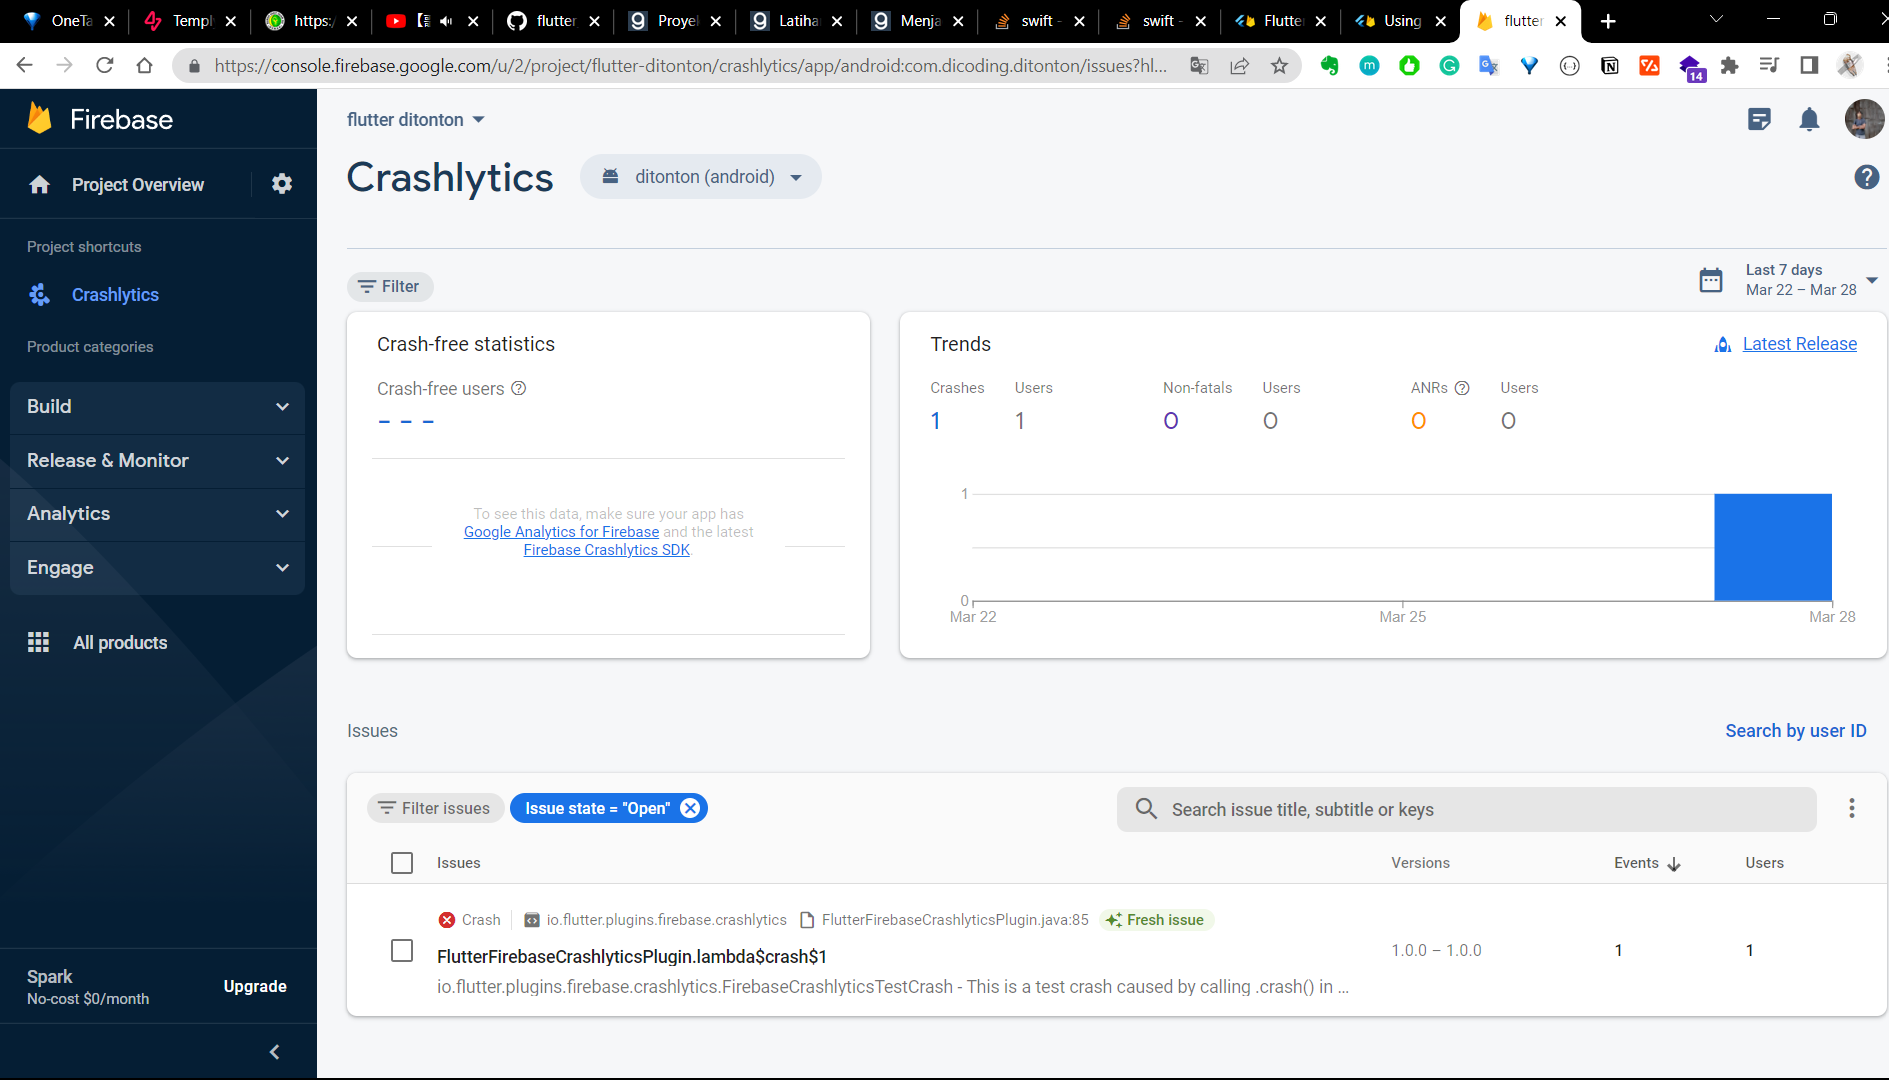 OneTa
Templ
https:
flutter
Proye
Latiha
Menja
swift -
swift -
Flutter
Using
flutter
https://console.firebase.google.com/u/2/project/flutter-ditonton/crashlytics/app/android:com.dicoding.ditonton/issues?hl...
14
Firebase
flutter ditonton
Project Overview
Crashlytics
ditonton (android)
Project shortcuts
Crashlytics
Product categories
Build
Release & Monitor
Analytics
Engage
All products
Spark
No-cost $0/month
Upgrade
Filter
Last 7 days
Mar 22 – Mar 28
Crash-free statistics
Crash-free users
– – –
To see this data, make sure your app has
Google Analytics for Firebase and the latest
Firebase Crashlytics SDK.
Trends
Latest Release
Crashes Users Non-fatals Users ANRs Users
1 1 0 0 0 0
1
0
Mar 22 Mar 25 Mar 28
Issues
Search by user ID
Filter issues
Issue state = "Open"
Search issue title, subtitle or keys
Issues Versions Events Users
Crash io.flutter.plugins.firebase.crashlytics FlutterFirebaseCrashlyticsPlugin.java:85 Fresh issue
FlutterFirebaseCrashlyticsPlugin.lambda$crash$1
1.0.0 – 1.0.0 1 1
io.flutter.plugins.firebase.crashlytics.FirebaseCrashlyticsTestCrash - This is a test crash caused by calling .crash() in ...